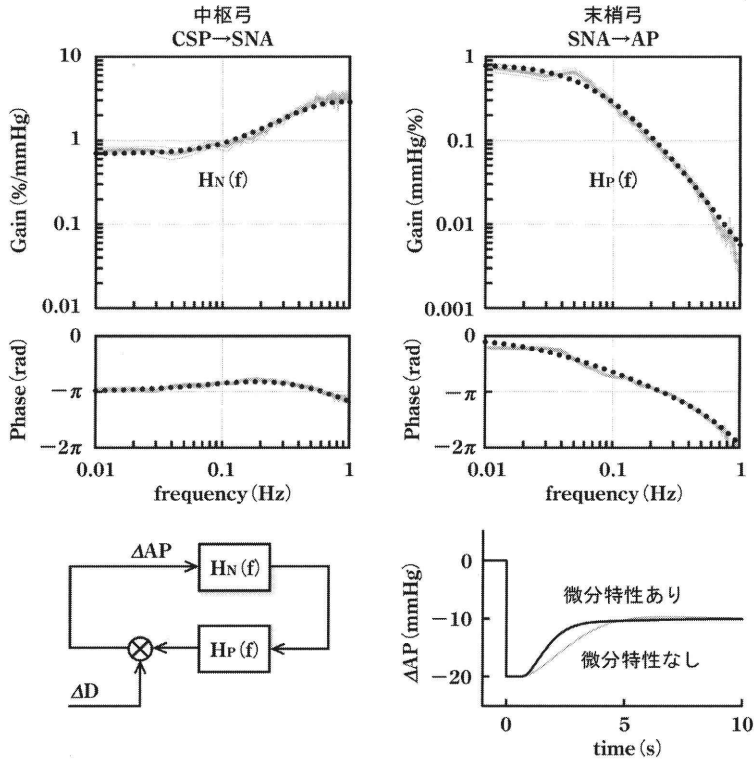 中枢弓
CSP→SNA
10
1
0.1
0.01
Gain (%/mmHg)
HN(f)
0
−π
−2π
Phase (rad)
0.01
0.1
1
frequency (Hz)
末梢弓
SNA→AP
1
0.1
0.01
0.001
Gain (mmHg/%)
HP(f)
0
−π
−2π
Phase (rad)
0.01
0.1
1
frequency (Hz)
ΔAP
HN(f)
HP(f)
ΔD
0
−10
−20
ΔAP (mmHg)
微分特性あり
微分特性なし
0
5
10
time (s)